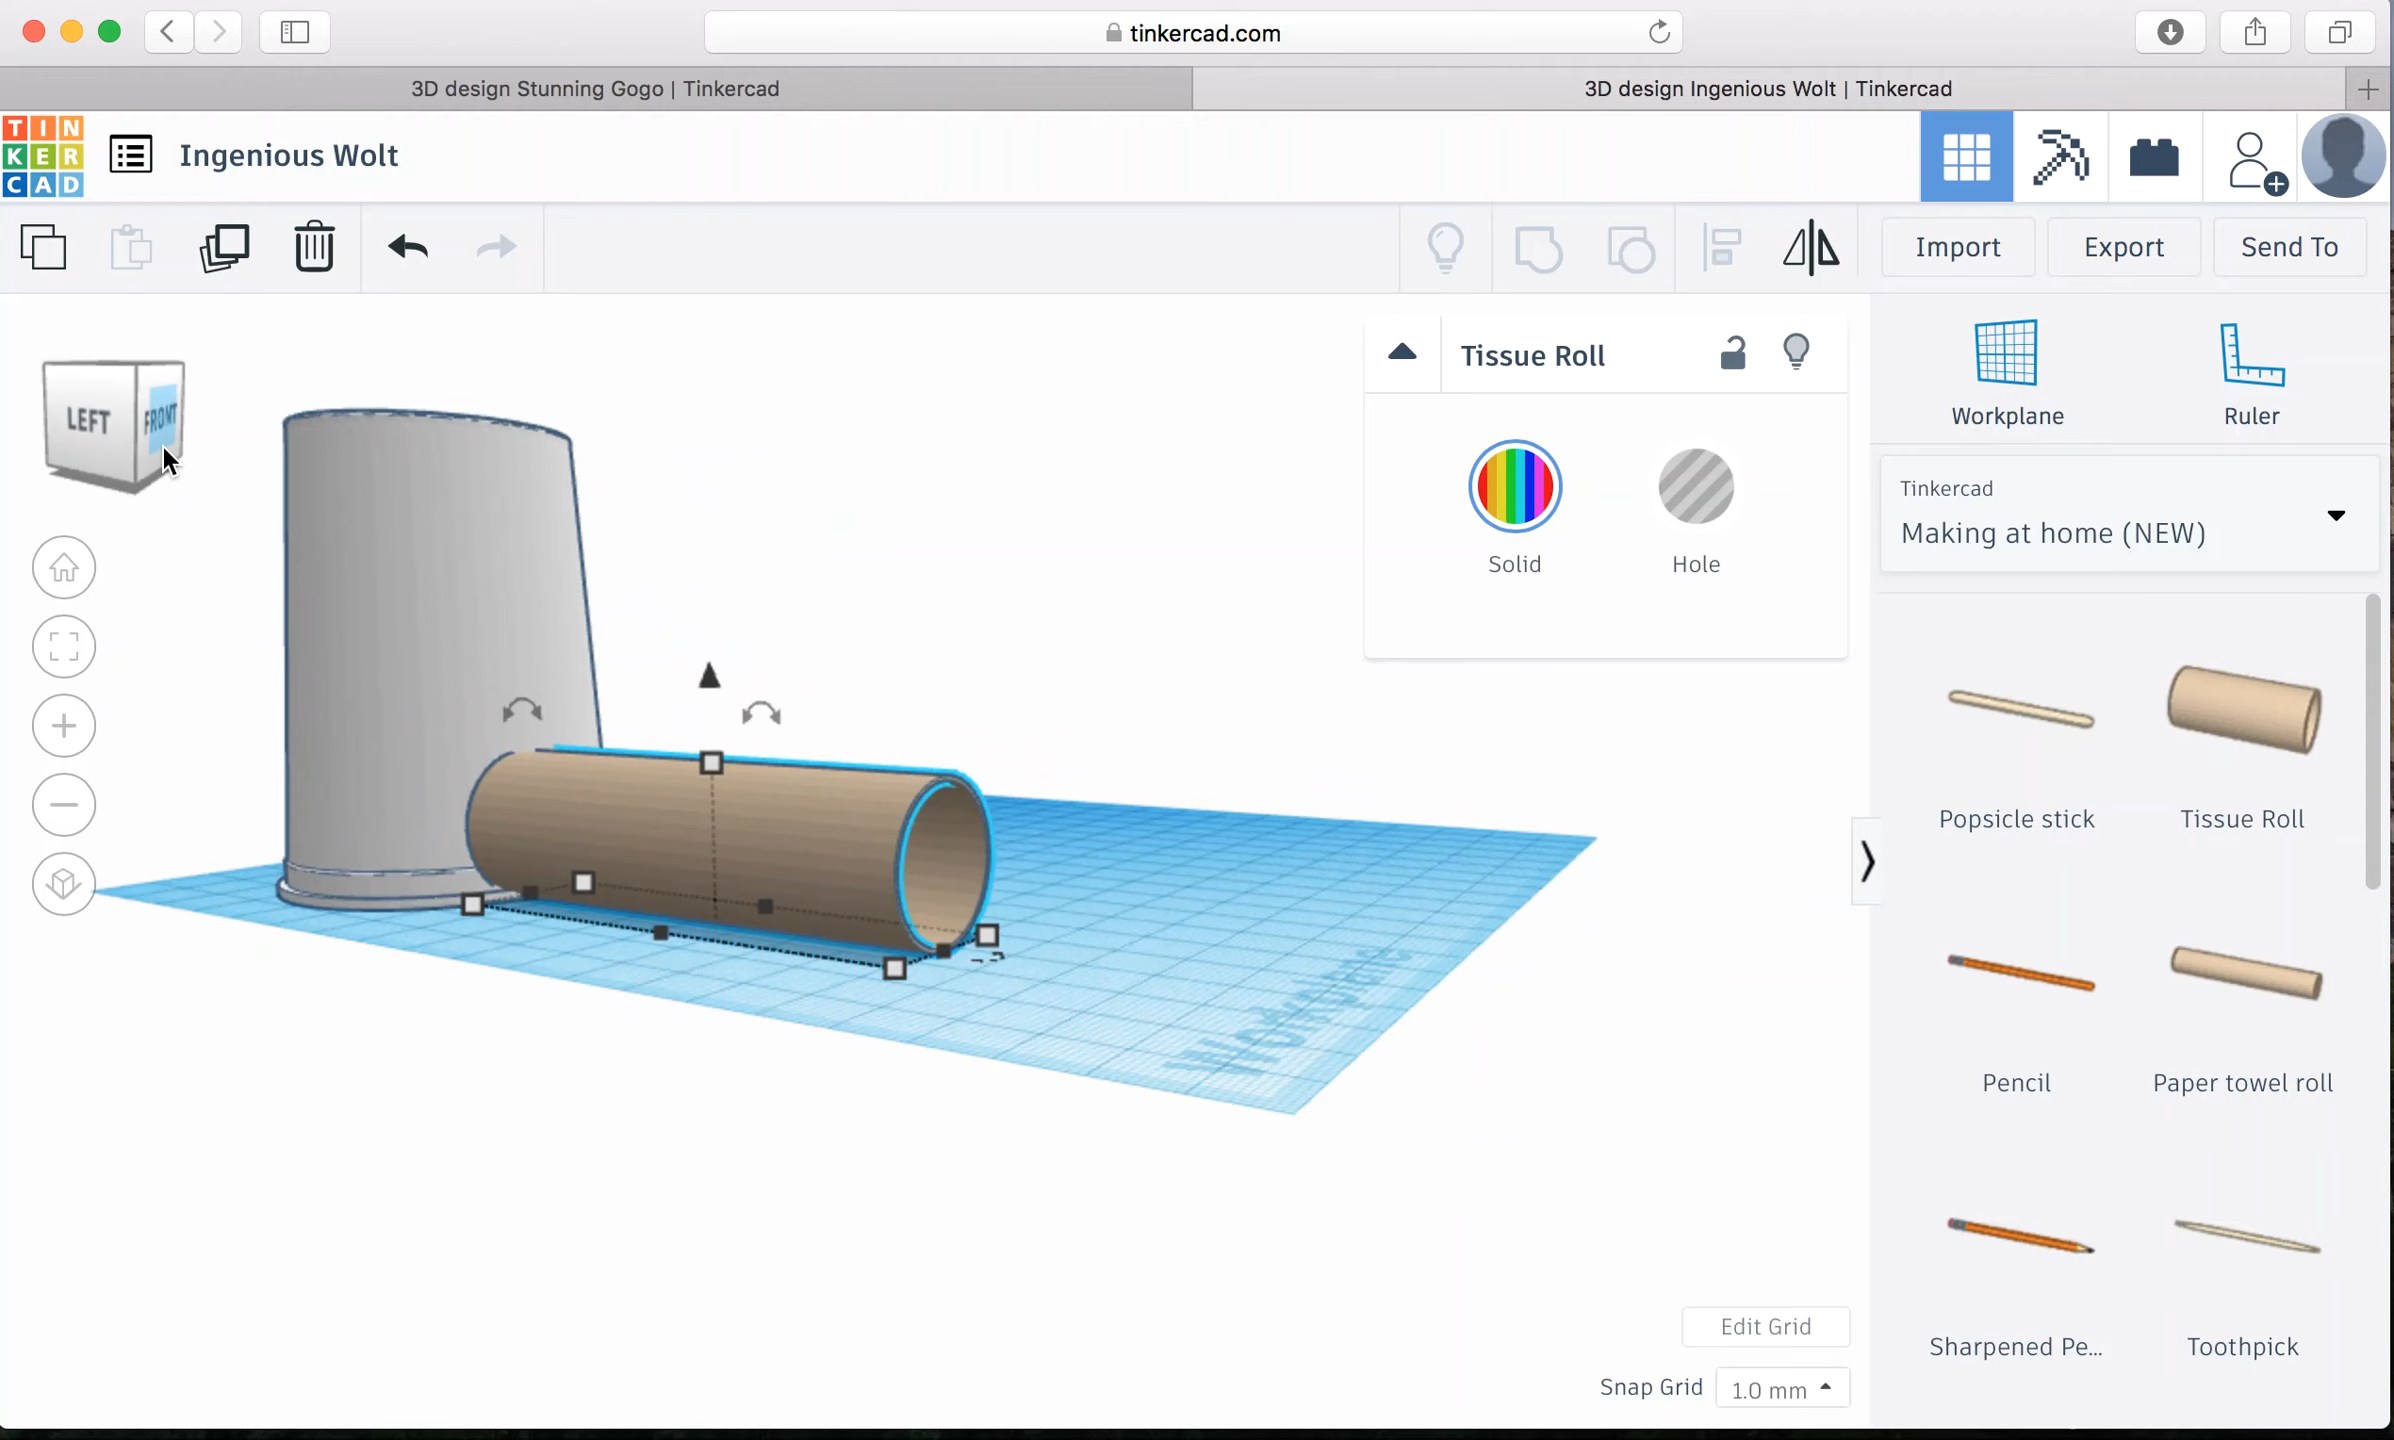 tinkercad.com
3D design Stunning Gogo | Tinkercad
3D design Ingenious Wolt | Tinkercad
TIN
KER
CAD
Ingenious Wolt
Import
Export
Send To
LEFT
FRONT
Tissue Roll
Solid
Hole
Workplane
Ruler
Tinkercad
Making at home (NEW)
Popsicle stick
Tissue Roll
Pencil
Paper towel roll
Sharpened Pe...
Toothpick
Workplane
Edit Grid
Snap Grid
1.0 mm